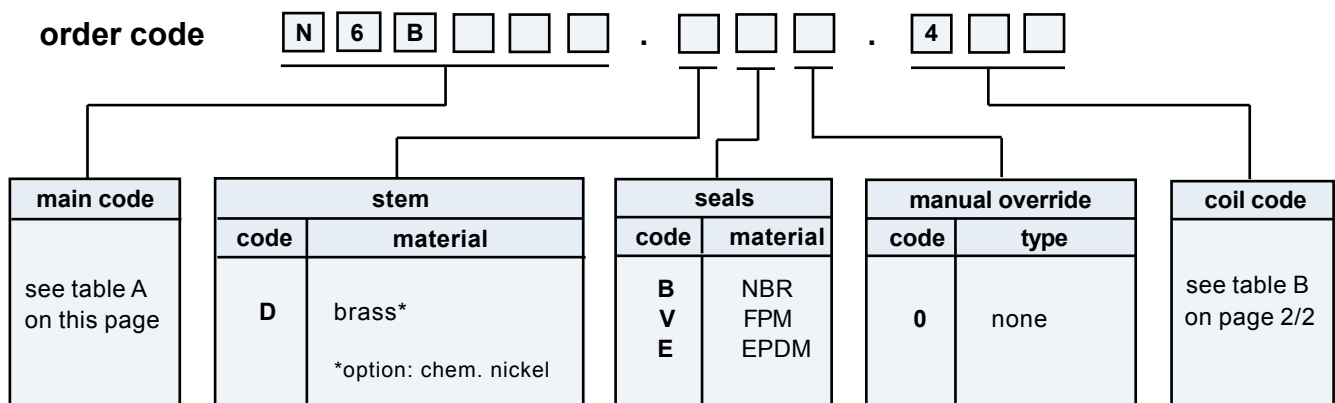 order code N 6 B . . 4
main code
see table A
on this page
stem
code material
D brass*
*option: chem. nickel
seals
code material
B NBR
V FPM
E EPDM
manual override
code type
0 none
coil code
see table B
on page 2/2